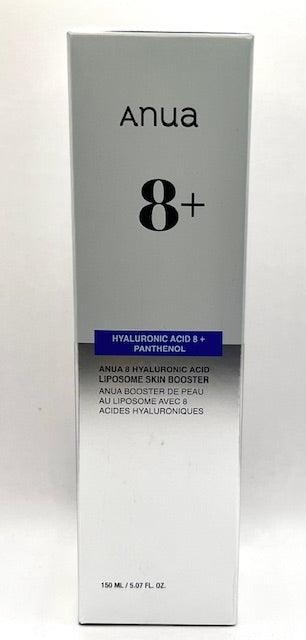 Anua
8+
HYALURONIC ACID 8 +
PANTHENOL
ANUA 8 HYALURONIC ACID
LIPOSOME SKIN BOOSTER
ANUA BOOSTER DE PEAU
AU LIPOSOME AVEC 8
ACIDES HYALURONIQUES
150 ML / 5.07 FL. OZ.